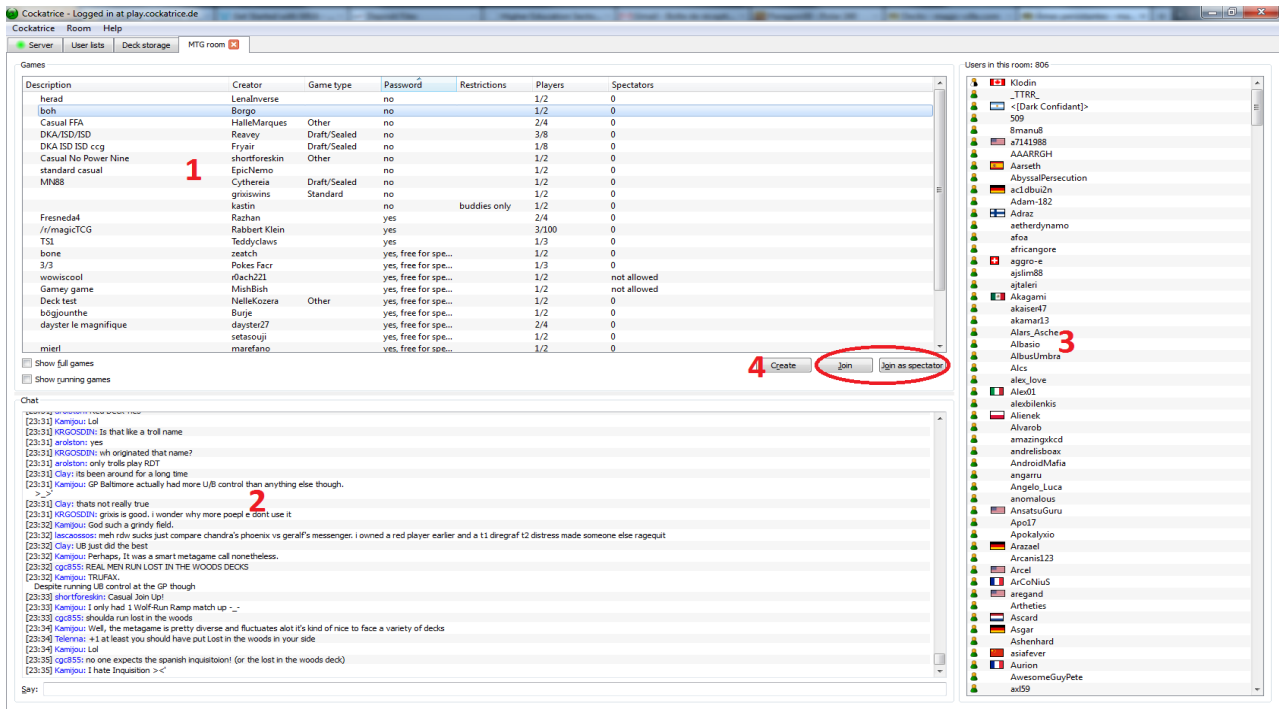 Cockatrice - Logged in at play.cockatrice.de
Cockatrice Room Help
Server User lists Deck storage MTG room
Games
Description Creator Game type Password Restrictions Players Spectators
herad LenaInverse no 1/2 0
boh Borgo no 1/2 0
Casual FFA HalleMarques Other no 2/4 0
DKA/ISD/ISD Reavey Draft/Sealed no 3/8 0
DKA ISD ISD ccg Fryair Draft/Sealed no 1/8 0
Casual No Power Nine shortforeskin Other no 1/2 0
standard casual EpicNemo no 1/2 0
MN88 Cythereia Draft/Sealed no 1/2 0
grixiswins Standard no 1/2 0
kastin no buddies only 1/2 0
Fresneda4 Razhan yes 2/4 0
/r/magicTCG Rabbert Klein yes 3/100 0
TS1 Teddyclaws yes 1/3 0
bone zeatch yes, free for spe... 1/2 0
3/3 Pokes Facr yes, free for spe... 1/3 0
wowiscool r0ach221 yes, free for spe... 1/2 not allowed
Gamey game MishBish yes, free for spe... 1/2 not allowed
Deck test NelleKozera Other yes, free for spe... 1/2 0
bögjounthe Burje yes, free for spe... 1/2 0
dayster le magnifique dayster27 yes, free for spe... 2/4 0
setasouji yes, free for spe... 1/2 0
mierl marefano yes, free for spe... 1/2 0
1
Show full games
Show running games
4 Create Join Join as spectator
Chat
[23:31] Kamijou: Lol
[23:31] KRGOSDIN: Is that like a troll name
[23:31] arolston: yes
[23:31] KRGOSDIN: wh originated that name?
[23:31] arolston: only trolls play RDT
[23:31] Clay: its been around for a long time
[23:31] Kamijou: GP Baltimore actually had more U/B control than anything else though.
>_>'
[23:31] Clay: thats not really true
[23:31] KRGOSDIN: grixis is good. i wonder why more poepl e dont use it
[23:32] Kamijou: God such a grindy field.
[23:32] lascaossos: meh rdw sucks just compare chandra's phoenix vs geralf's messenger. i owned a red player earlier and a t1 diregraf t2 distress made someone else ragequit
[23:32] Clay: UB just did the best
[23:32] Kamijou: Perhaps, It was a smart metagame call nonetheless.
[23:32] cgc855: REAL MEN RUN LOST IN THE WOODS DECKS
[23:32] Kamijou: TRUFAX.
Despite running UB control at the GP though
[23:33] shortforeskin: Casual Join Up!
[23:33] Kamijou: I only had 1 Wolf-Run Ramp match up -_-
[23:33] cgc855: shoulda run lost in the woods
[23:34] Kamijou: Well, the metagame is pretty diverse and fluctuates alot it's kind of nice to face a variety of decks
[23:34] Telenna: +1 at least you should have put Lost in the woods in your side
[23:34] Kamijou: Lol
[23:35] cgc855: no one expects the spanish inquisitoion! (or the lost in the woods deck)
[23:35] Kamijou: I hate Inquisition ><'
2
Say:
Users in this room: 806
Klodin
_TTRR_
<[Dark Confidant]>
509
8manu8
a7141988
AAARRGH
Aarseth
AbyssalPersecution
ac1dbui2n
Adam-182
Adraz
aetherdynamo
afoa
africangore
aggro-e
ajslim88
ajtaleri
Akagami
akaiser47
akamar13
Alars_Asche
Albasio
AlbusUmbra
Alcs
alex_love
Alex01
alexbilenkis
Alienek
Alvarob
amazingxkcd
andrelisboax
AndroidMafia
angarru
Angelo_Luca
anomalous
AnsatsuGuru
Apo17
Apokalyxio
Arazael
Arcanis123
Arcel
ArCoNiuS
aregand
Artheties
Ascard
Asgar
Ashenhard
asiafever
Aurion
AwesomeGuyPete
axl59
3